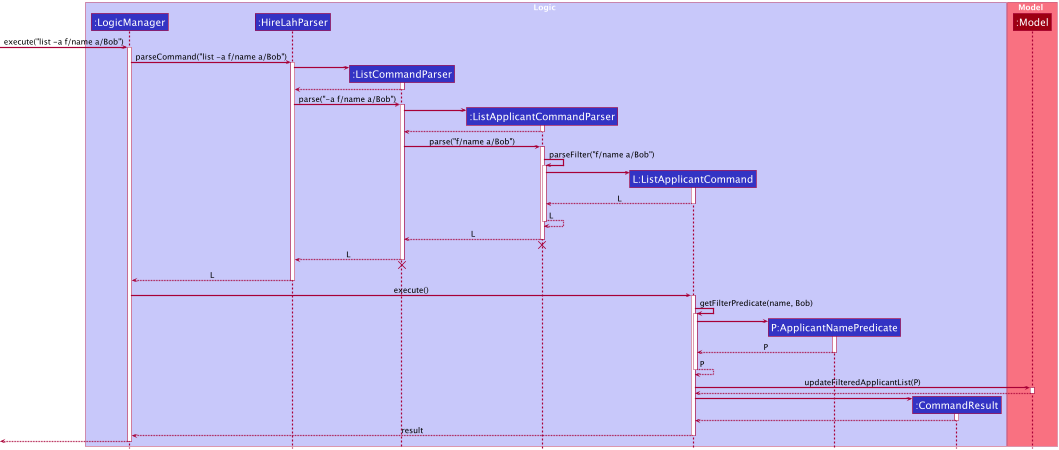 Logic
Model
:LogicManager
:HireLahParser
:Model
execute("list -a f/name a/Bob")
parseCommand("list -a f/name a/Bob")
:ListCommandParser
parse("-a f/name a/Bob")
:ListApplicantCommandParser
parse("f/name a/Bob")
parseFilter("f/name a/Bob")
L:ListApplicantCommand
L
L
L
L
L
execute()
getFilterPredicate(name, Bob)
P:ApplicantNamePredicate
P
P
updateFilteredApplicantList(P)
:CommandResult
result